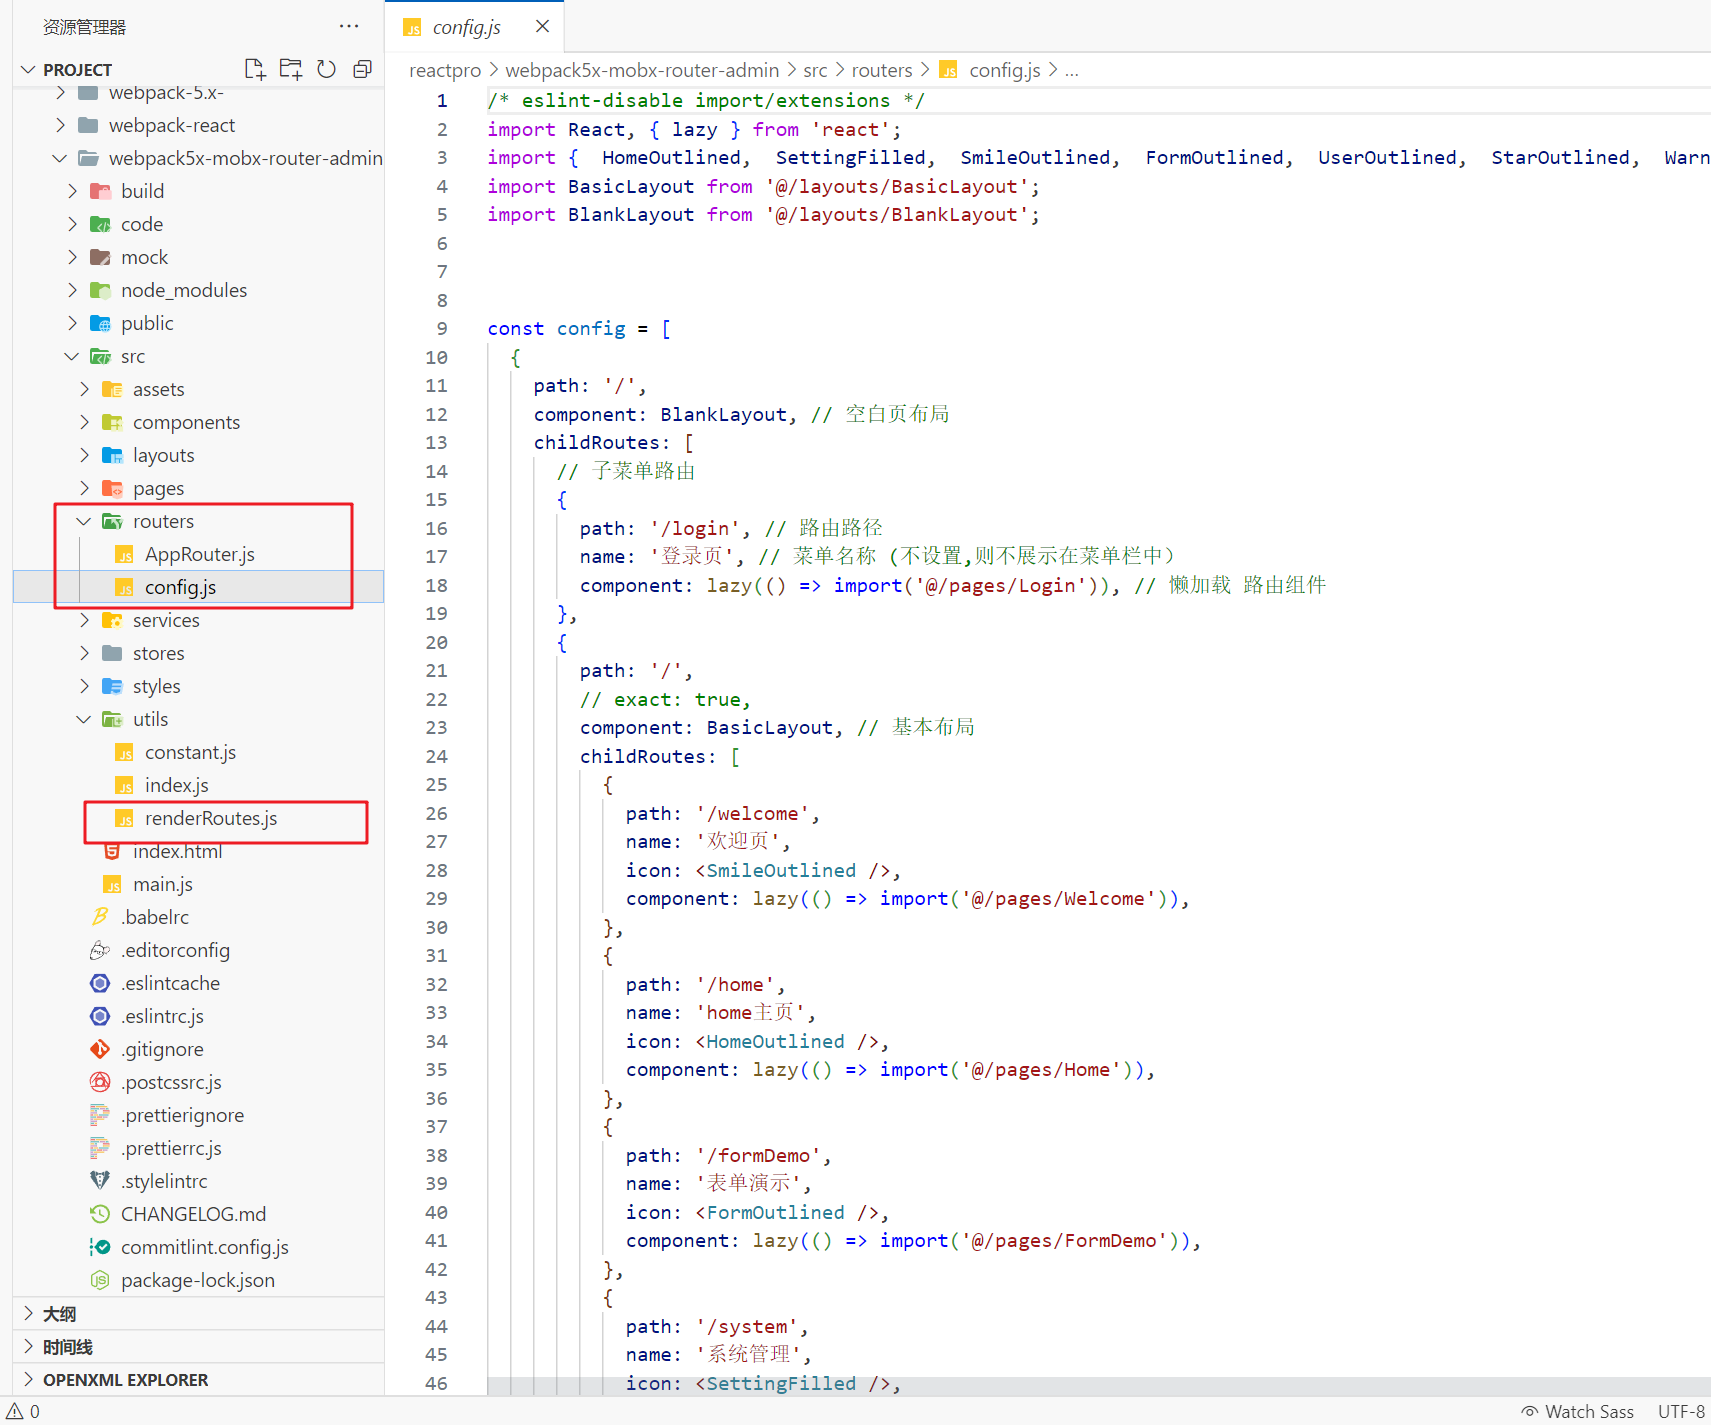 资源管理器
PROJECT
webpack-5.x-
webpack-react
webpack5x-mobx-router-admin
build
code
mock
node_modules
public
src
assets
components
layouts
pages
routers
AppRouter.js
config.js
services
stores
styles
utils
constant.js
index.js
renderRoutes.js
index.html
main.js
.babelrc
.editorconfig
.eslintcache
.eslintrc.js
.gitignore
.postcssrc.js
.prettierignore
.prettierrc.js
.stylelintrc
CHANGELOG.md
commitlint.config.js
package-lock.json
大纲
时间线
OPENXML EXPLORER
config.js
reactpro > webpack5x-mobx-router-admin > src > routers > config.js > ...
1 /* eslint-disable import/extensions */
2 import React, { lazy } from 'react';
3 import {  HomeOutlined,  SettingFilled,  SmileOutlined,  FormOutlined,  UserOutlined,  StarOutlined,  Warn
4 import BasicLayout from '@/layouts/BasicLayout';
5 import BlankLayout from '@/layouts/BlankLayout';
6
7
8
9 const config = [
10 {
11 path: '/',
12 component: BlankLayout, // 空白页布局
13 childRoutes: [
14 // 子菜单路由
15 {
16 path: '/login', // 路由路径
17 name: '登录页', // 菜单名称 (不设置,则不展示在菜单栏中）
18 component: lazy(() => import('@/pages/Login')), // 懒加载 路由组件
19 },
20 {
21 path: '/',
22 // exact: true,
23 component: BasicLayout, // 基本布局
24 childRoutes: [
25 {
26 path: '/welcome',
27 name: '欢迎页',
28 icon: <SmileOutlined />,
29 component: lazy(() => import('@/pages/Welcome')),
30 },
31 {
32 path: '/home',
33 name: 'home主页',
34 icon: <HomeOutlined />,
35 component: lazy(() => import('@/pages/Home')),
36 },
37 {
38 path: '/formDemo',
39 name: '表单演示',
40 icon: <FormOutlined />,
41 component: lazy(() => import('@/pages/FormDemo')),
42 },
43 {
44 path: '/system',
45 name: '系统管理',
46 icon: <SettingFilled />,
0
Watch Sass
UTF-8